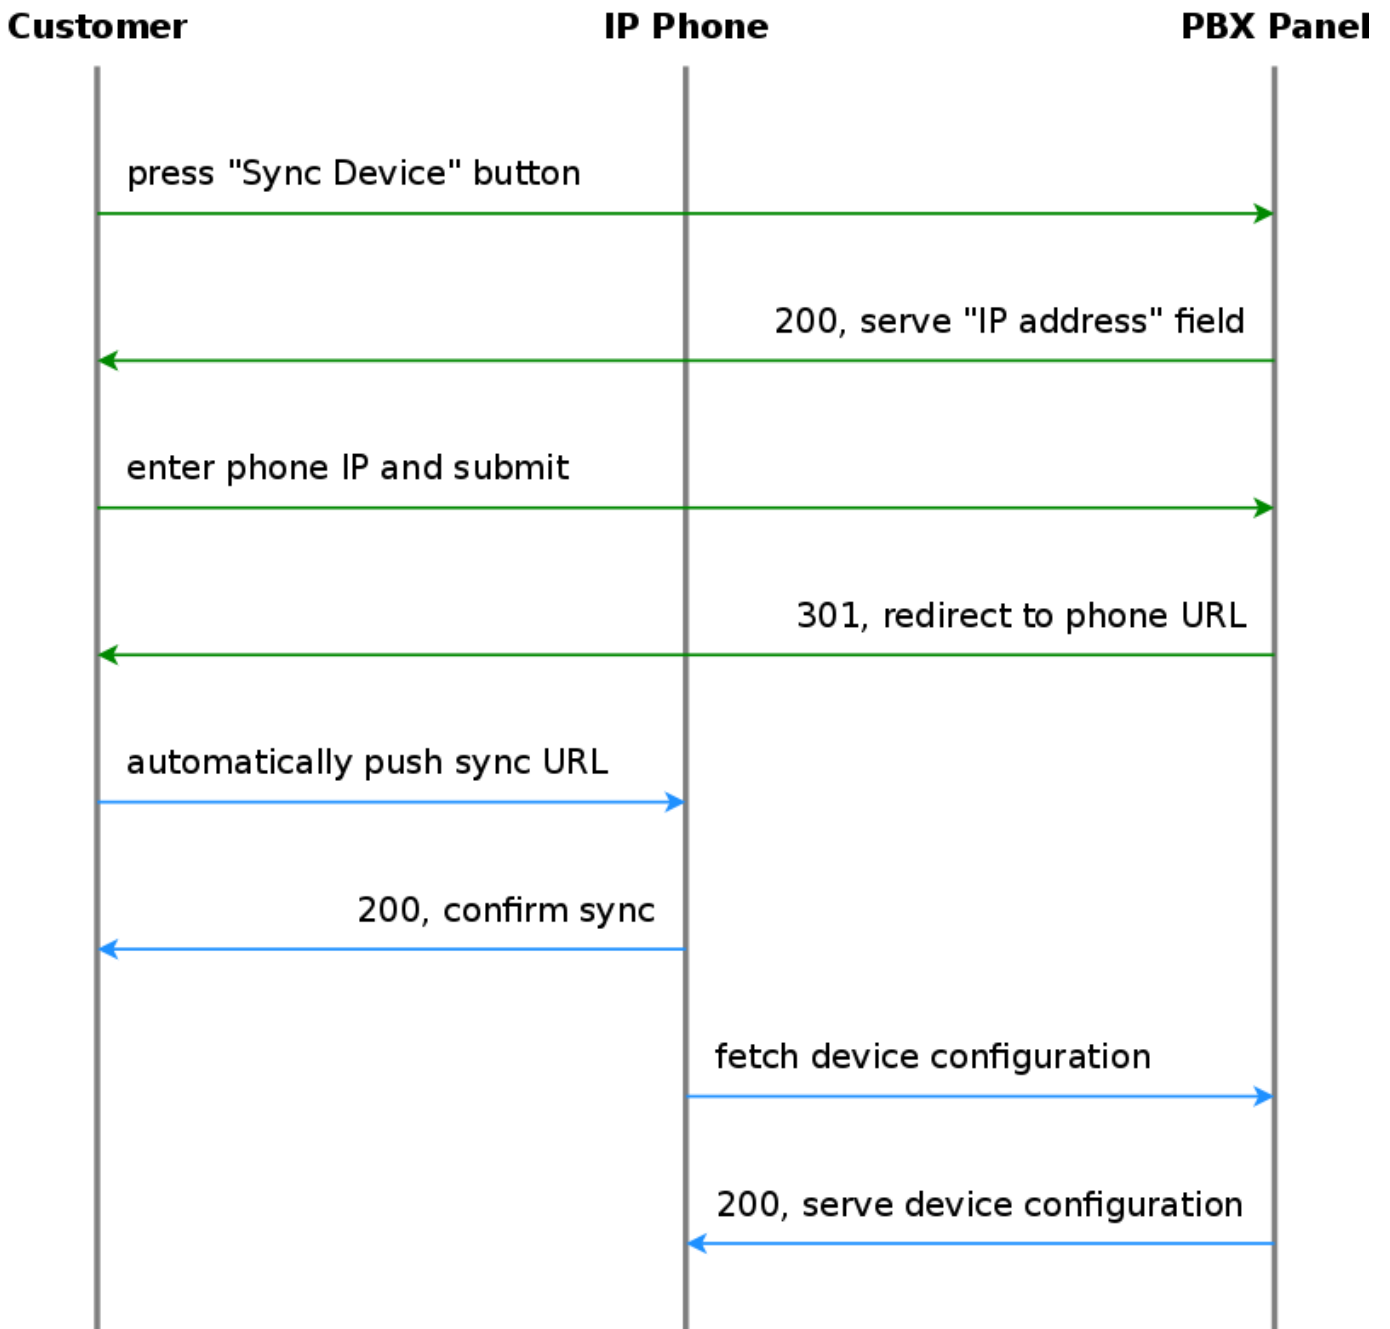 Customer IP Phone PBX Panel
press "Sync Device" button
200, serve "IP address" field
enter phone IP and submit
301, redirect to phone URL
automatically push sync URL
200, confirm sync
fetch device configuration
200, serve device configuration